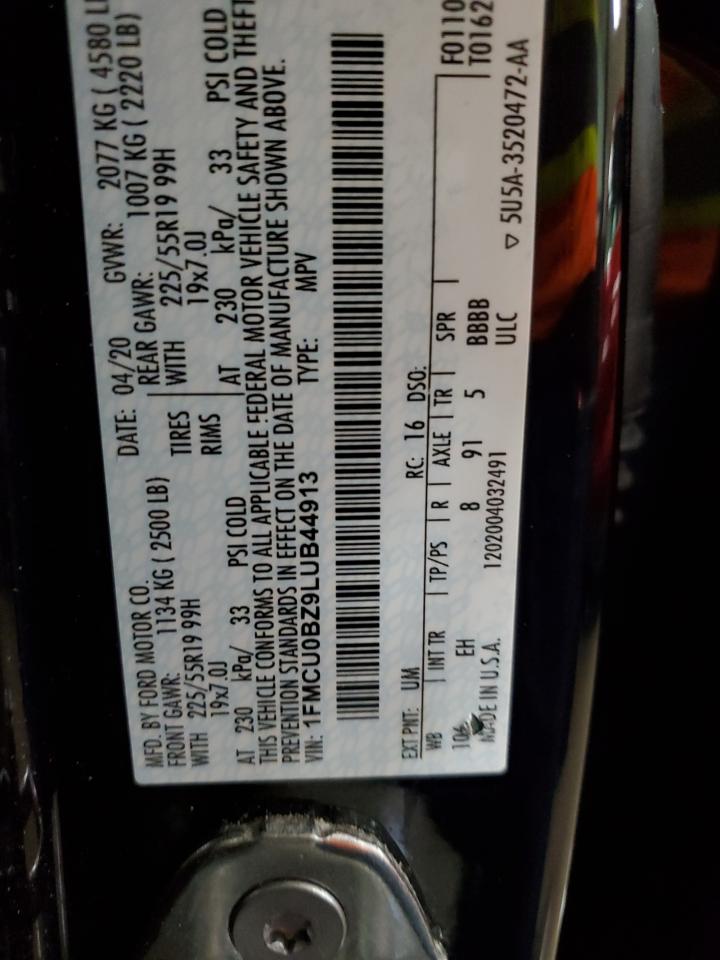 MFD. BY FORD MOTOR CO.
DATE: 04/20 GVWR: 2077 KG ( 4580 L
FRONT GAWR: 1134 KG ( 2500 LB)
REAR GAWR: 1007 KG ( 2220 LB)
WITH 225/55R19 99H TIRES WITH 225/55R19 99H
19x7.0J RIMS 19x7.0J
AT 230 kPa/ 33 PSI COLD AT 230 kPa/ 33 PSI COLD
THIS VEHICLE CONFORMS TO ALL APPLICABLE FEDERAL MOTOR VEHICLE SAFETY AND THEFT
PREVENTION STANDARDS IN EFFECT ON THE DATE OF MANUFACTURE SHOWN ABOVE.
VIN: 1FMCU0BZ9LUB44913 TYPE: MPV
F0110
T0162
EXT PNT: UM RC: 16 DSO:
WB INT TR TP/PS R AXLE TR SPR
106 EH 8 91 5 BBBB
MADE IN U.S.A. 1202004032491 ULC
5U5A-3520472-AA